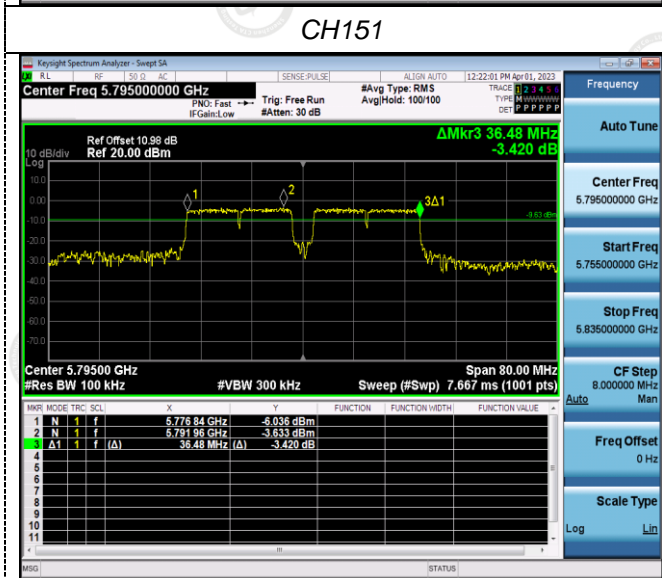 CH151
Keysight Spectrum Analyzer - Swept SA
RL RF 50 Ω AC SENSE:PULSE ALIGN AUTO 12:22:01 PM Apr 01, 2023
Center Freq 5.795000000 GHz
PNO: Fast
IFGain:Low
Trig: Free Run
#Atten: 30 dB
#Avg Type: RMS
Avg|Hold: 100/100
TRACE 1 2 3 4 5 6
TYPE M W W W W W
DET P P P P P P
Frequency
Auto Tune
Center Freq
5.795000000 GHz
Start Freq
5.755000000 GHz
Stop Freq
5.835000000 GHz
CF Step
8.000000 MHz
Auto Man
Freq Offset
0 Hz
Scale Type
Log Lin
Ref Offset 10.98 dB
10 dB/div Ref 20.00 dBm
Log
ΔMkr3 36.48 MHz
-3.420 dB
10.0
0.00
-10.0
-20.0
-30.0
-40.0
-50.0
-60.0
-70.0
1
2
3Δ1
-9.63 dBm
Center 5.79500 GHz Span 80.00 MHz
#Res BW 100 kHz #VBW 300 kHz Sweep (#Swp) 7.667 ms (1001 pts)
MKR MODE TRC SCL X Y FUNCTION FUNCTION WIDTH FUNCTION VALUE
1 N 1 f 5.776 84 GHz -6.036 dBm
2 N 1 f 5.791 96 GHz -3.633 dBm
3 Δ1 1 f (Δ) 36.48 MHz (Δ) -3.420 dB
4
5
6
7
8
9
10
11
MSG STATUS